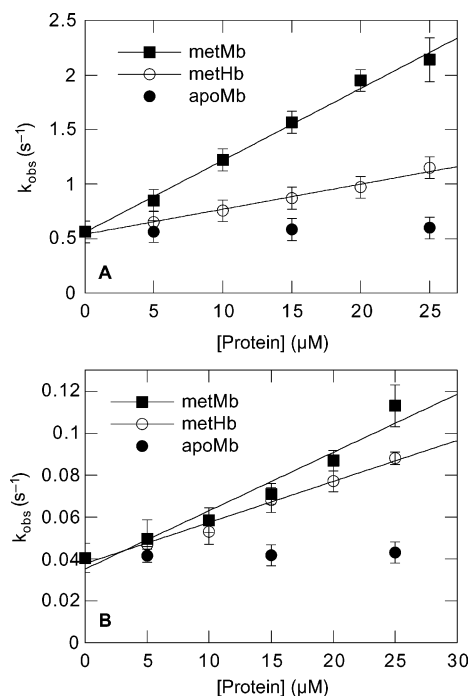 2.5
2
1.5
1
0.5
0
kobs (s−1)
metMb
metHb
apoMb
A
0 5 10 15 20 25
[Protein] (μM)
0.12
0.1
0.08
0.06
0.04
0.02
0
kobs (s−1)
metMb
metHb
apoMb
B
0 5 10 15 20 25 30
[Protein] (μM)